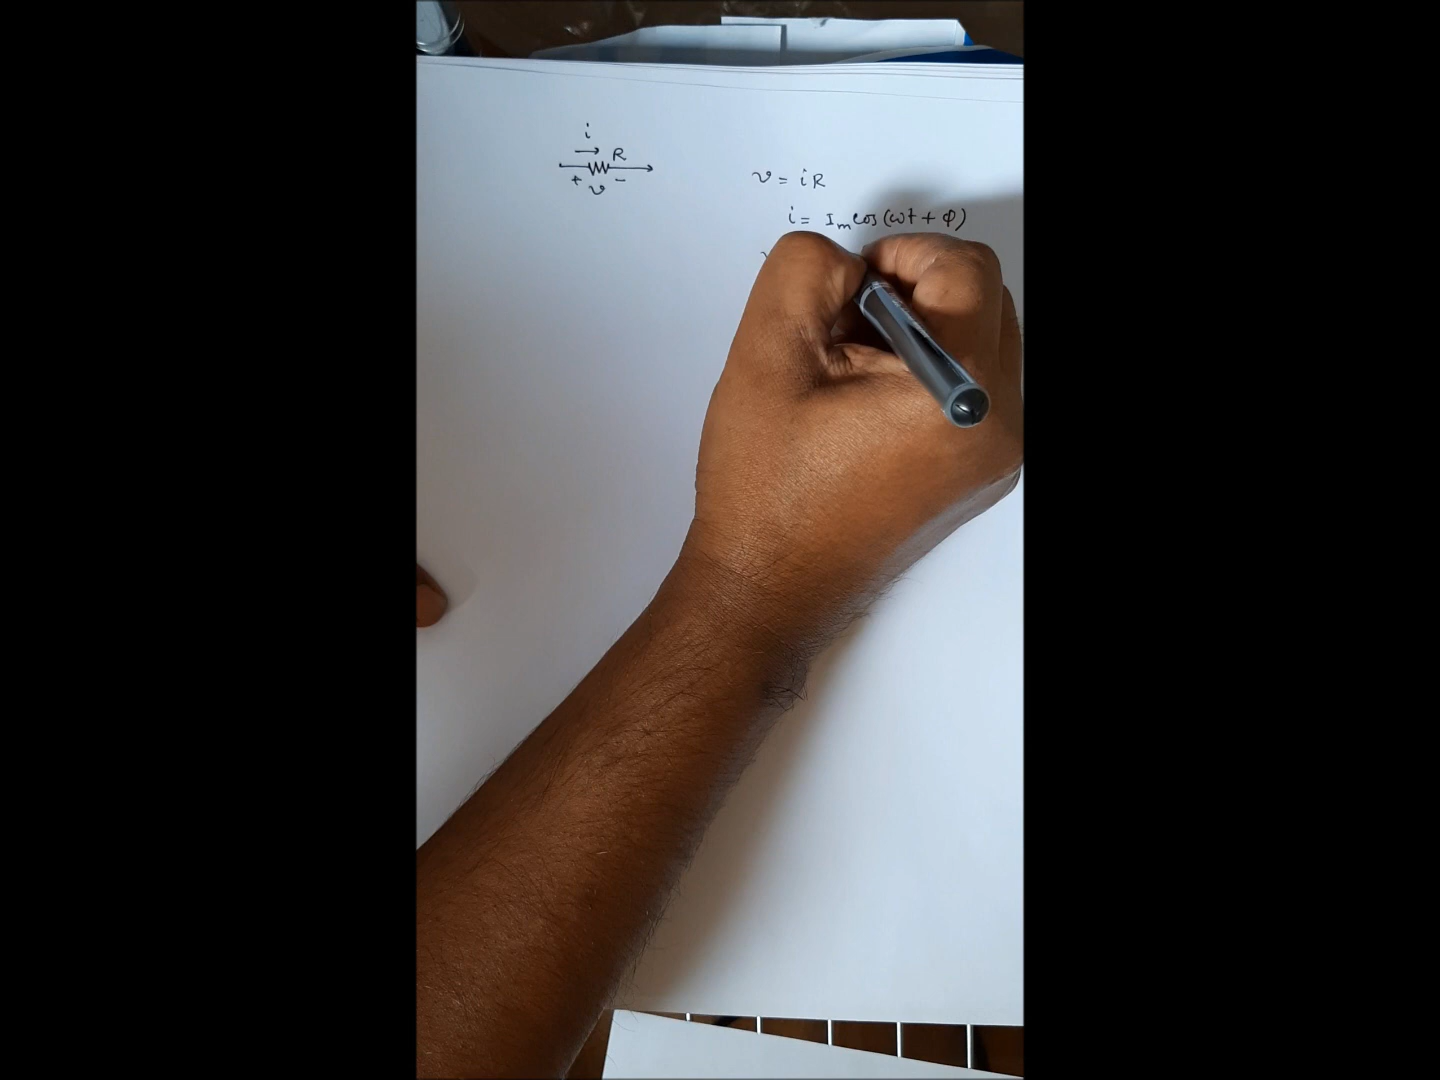 i
R
+ v -
v = iR
i = I_m cos(ωt + φ)
v